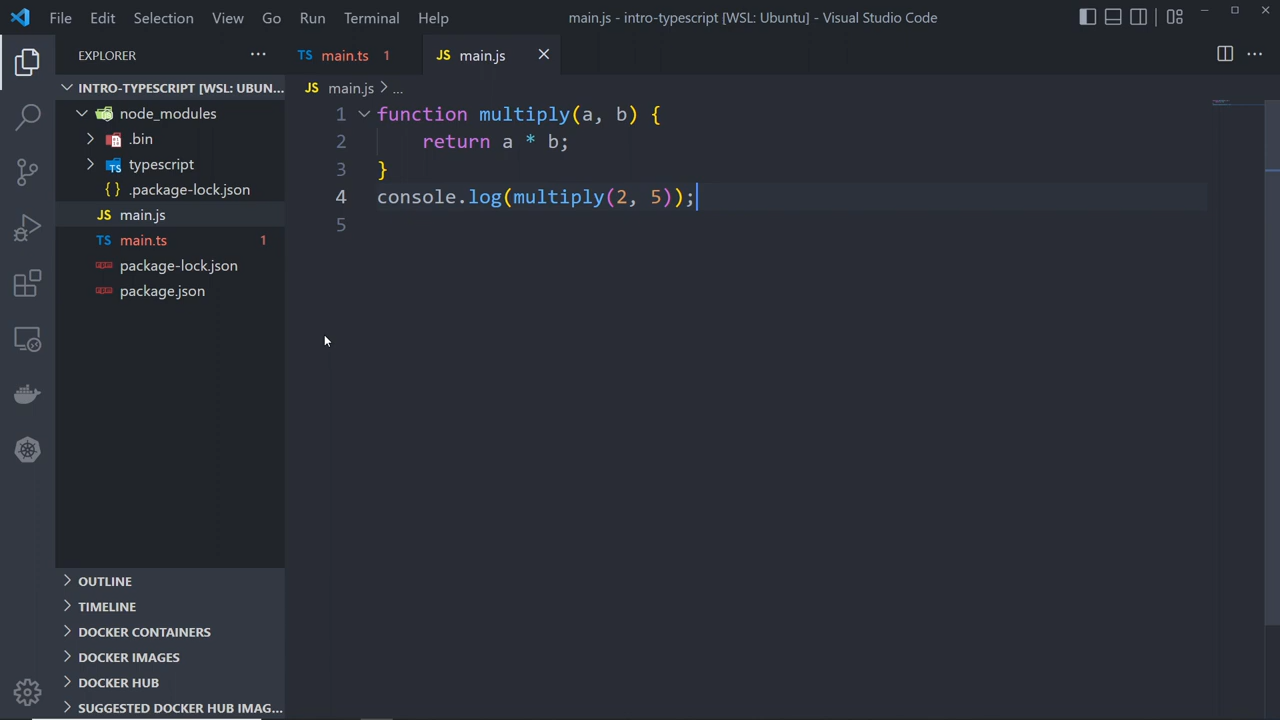 File Edit Selection View Go Run Terminal Help
main.js - intro-typescript [WSL: Ubuntu] - Visual Studio Code
EXPLORER
INTRO-TYPESCRIPT [WSL: UBUN...
node_modules
.bin
TS typescript
{ } .package-lock.json
JS main.js
TS main.ts 1
package-lock.json
package.json
OUTLINE
TIMELINE
DOCKER CONTAINERS
DOCKER IMAGES
DOCKER HUB
SUGGESTED DOCKER HUB IMAG...
TS main.ts 1
JS main.js
JS main.js > ...
1 function multiply(a, b) {
2 return a * b;
3 }
4 console.log(multiply(2, 5));
5